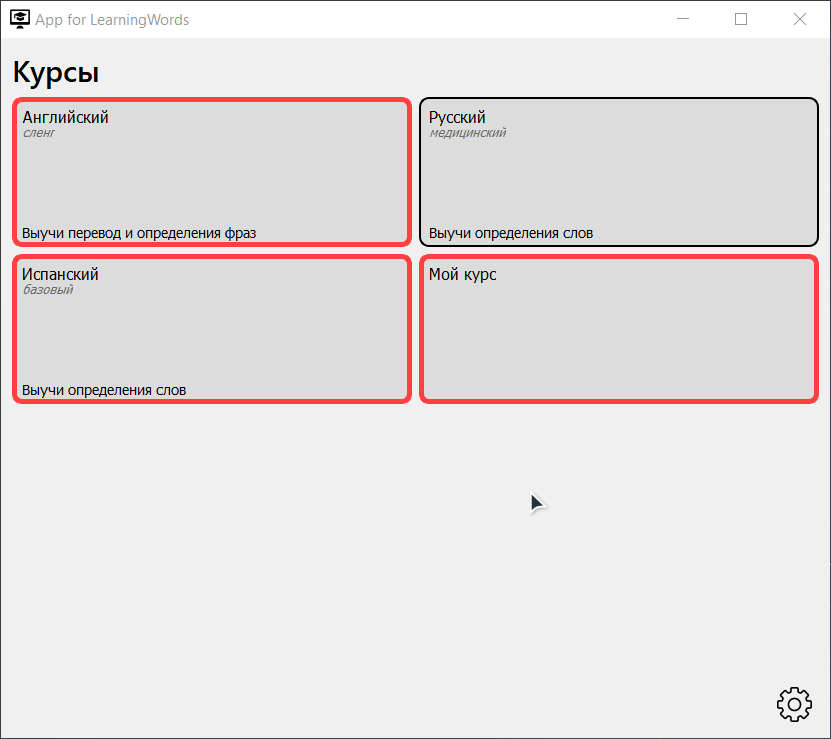 App for LearningWords
Курсы
Английский
сленг
Выучи перевод и определения фраз
Русский
медицинский
Выучи определения слов
Испанский
базовый
Выучи определения слов
Мой курс